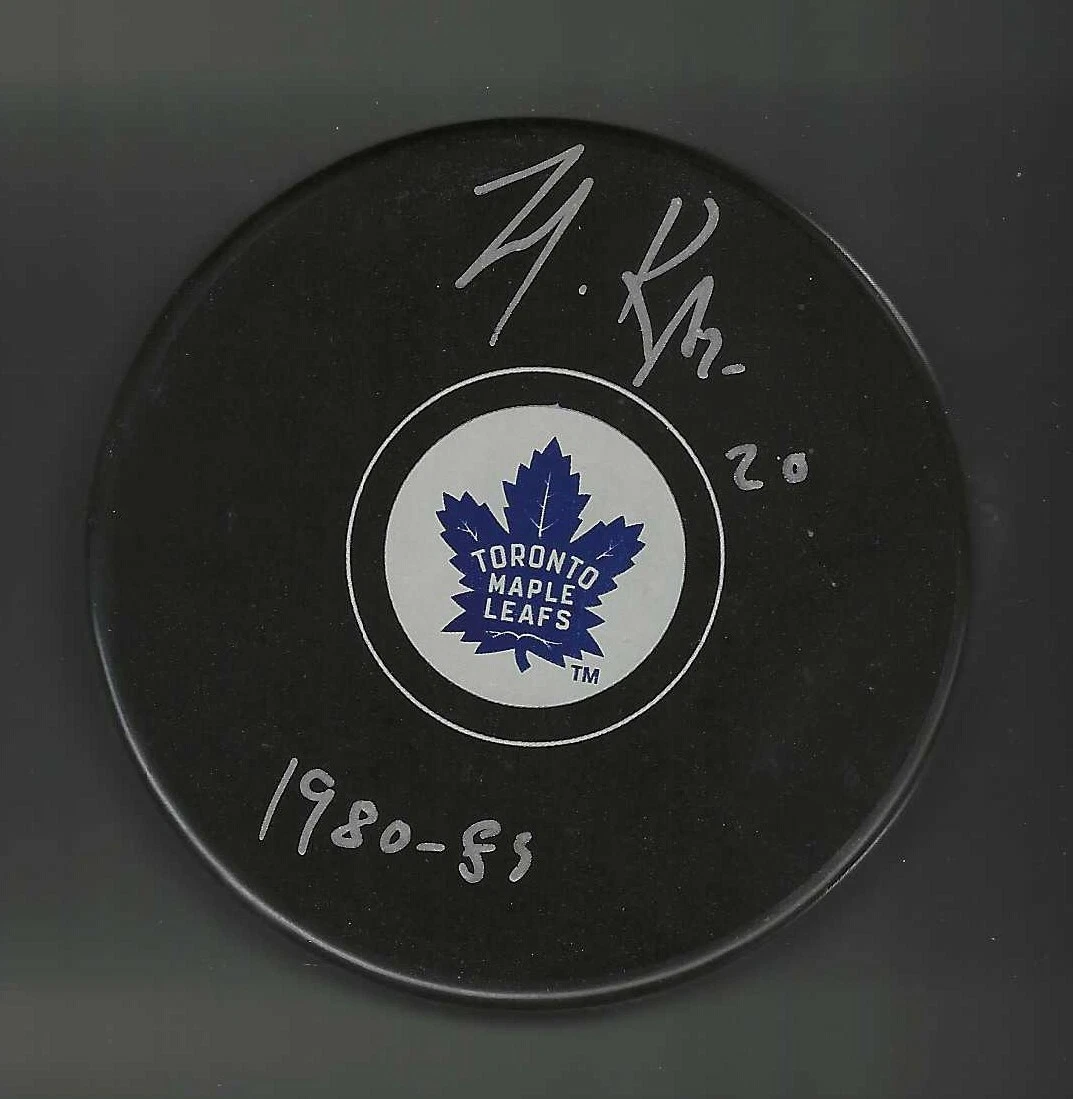 20
TORONTO
MAPLE
LEAFS
TM
1980-85